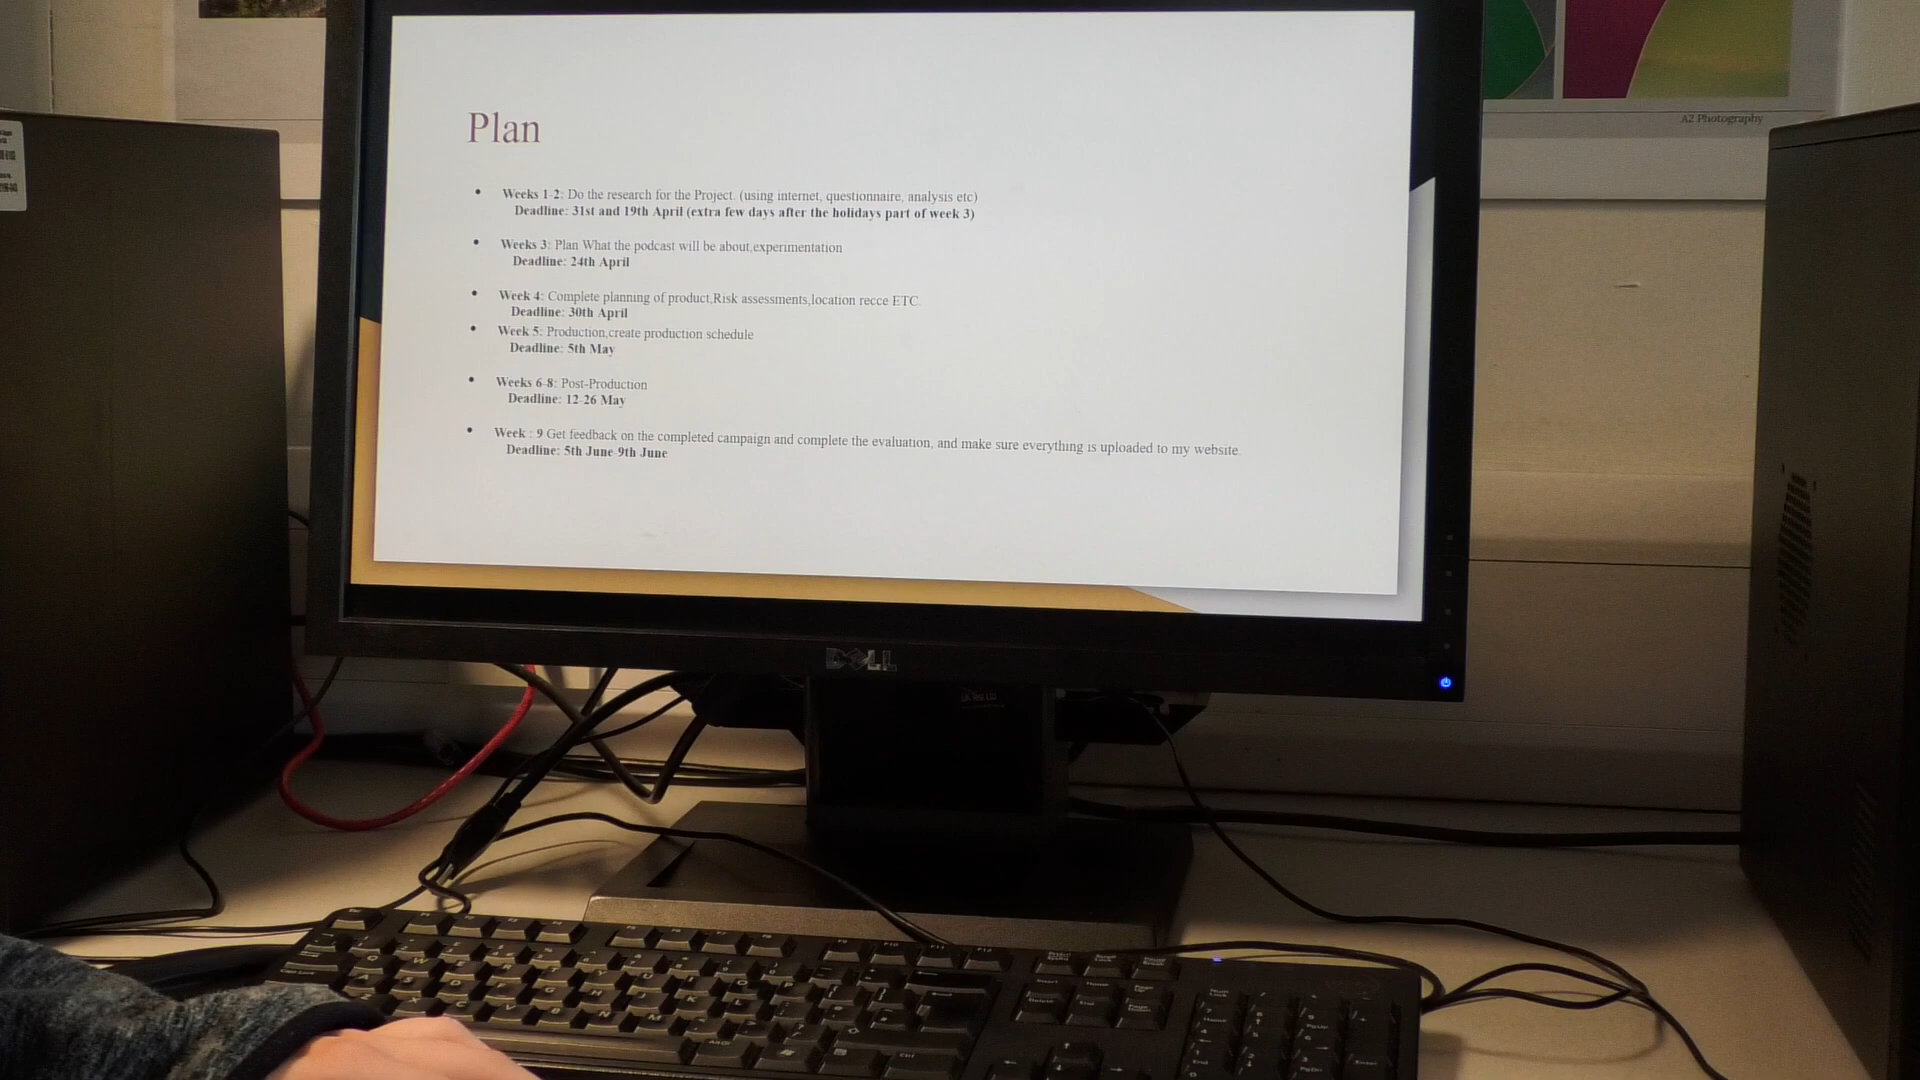 Plan
• Weeks 1-2: Do the research for the Project. (using internet, questionnaire, analysis etc)
Deadline: 31st and 19th April (extra few days after the holidays part of week 3)
• Weeks 3: Plan What the podcast will be about,experimentation
Deadline: 24th April
• Week 4: Complete planning of product,Risk assessments,location recce ETC.
Deadline: 30th April
• Week 5: Production,create production schedule
Deadline: 5th May
• Weeks 6-8: Post-Production
Deadline: 12-26 May
• Week : 9 Get feedback on the completed campaign and complete the evaluation, and make sure everything is uploaded to my website.
Deadline: 5th June-9th June
A2 Photography
DELL